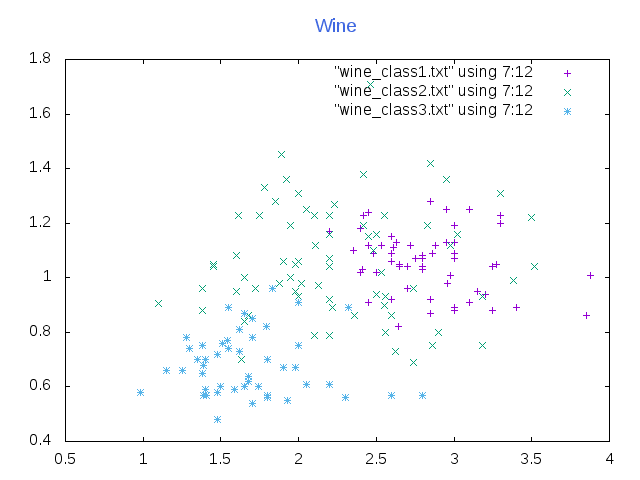 Wine
1.8
"wine_class1.txt" using 7:12
"wine_class2.txt" using 7:12
1.6
"wine_class3.txt" using 7:12
1.4
1.2
1
0.8
0.6
0.4
0.5 1 1.5 2 2.5 3 3.5 4